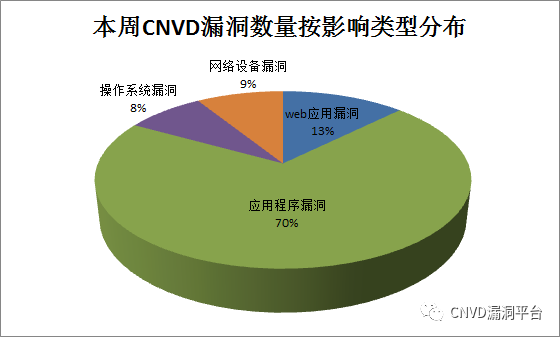 本周CNVD漏洞数量按影响类型分布
网络设备漏洞
9%
操作系统漏洞
8%
web应用漏洞
13%
应用程序漏洞
70%
CNVD漏洞平台